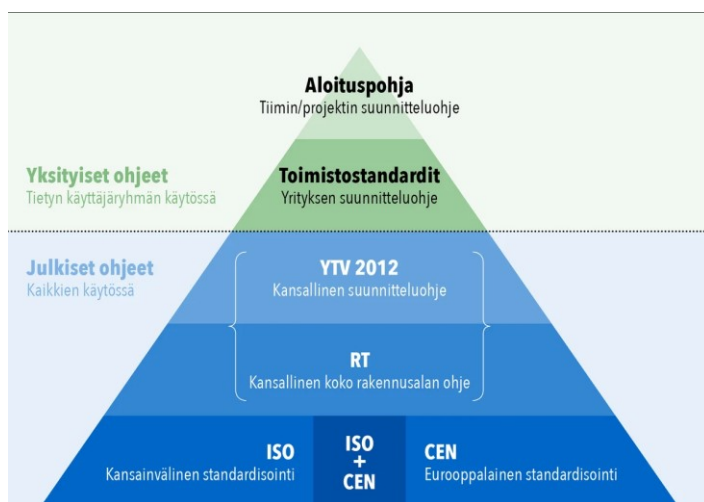 Aloituspohja
Tiimin/projektin suunnitteluohje
Yksityiset ohjeet
Tietyn käyttäjäryhmän käytössä
Toimistostandardit
Yrityksen suunnitteluohje
Julkiset ohjeet
Kaikkien käytössä
YTV 2012
Kansallinen suunnitteluohje
RT
Kansallinen koko rakennusalan ohje
ISO
Kansainvälinen standardisointi
ISO
+
CEN
CEN
Eurooppalainen standardisointi